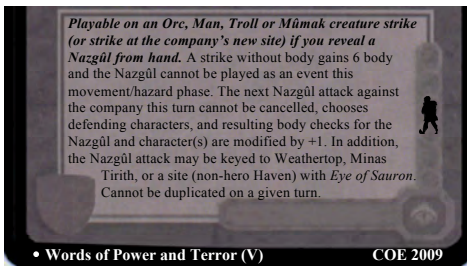 Playable on an Orc, Man, Troll or Mûmak creature strike
(or strike at the company's new site) if you reveal a
Nazgûl from hand. A strike without body gains 6 body
and the Nazgûl cannot be played as an event this
movement/hazard phase. The next Nazgûl attack against
the company this turn cannot be cancelled, chooses
defending characters, and resulting body checks for the
Nazgûl and character(s) are modified by +1. In addition,
the Nazgûl attack may be keyed to Weathertop, Minas
Tirith, or a site (non-hero Haven) with Eye of Sauron.
Cannot be duplicated on a given turn.
• Words of Power and Terror (V) COE 2009